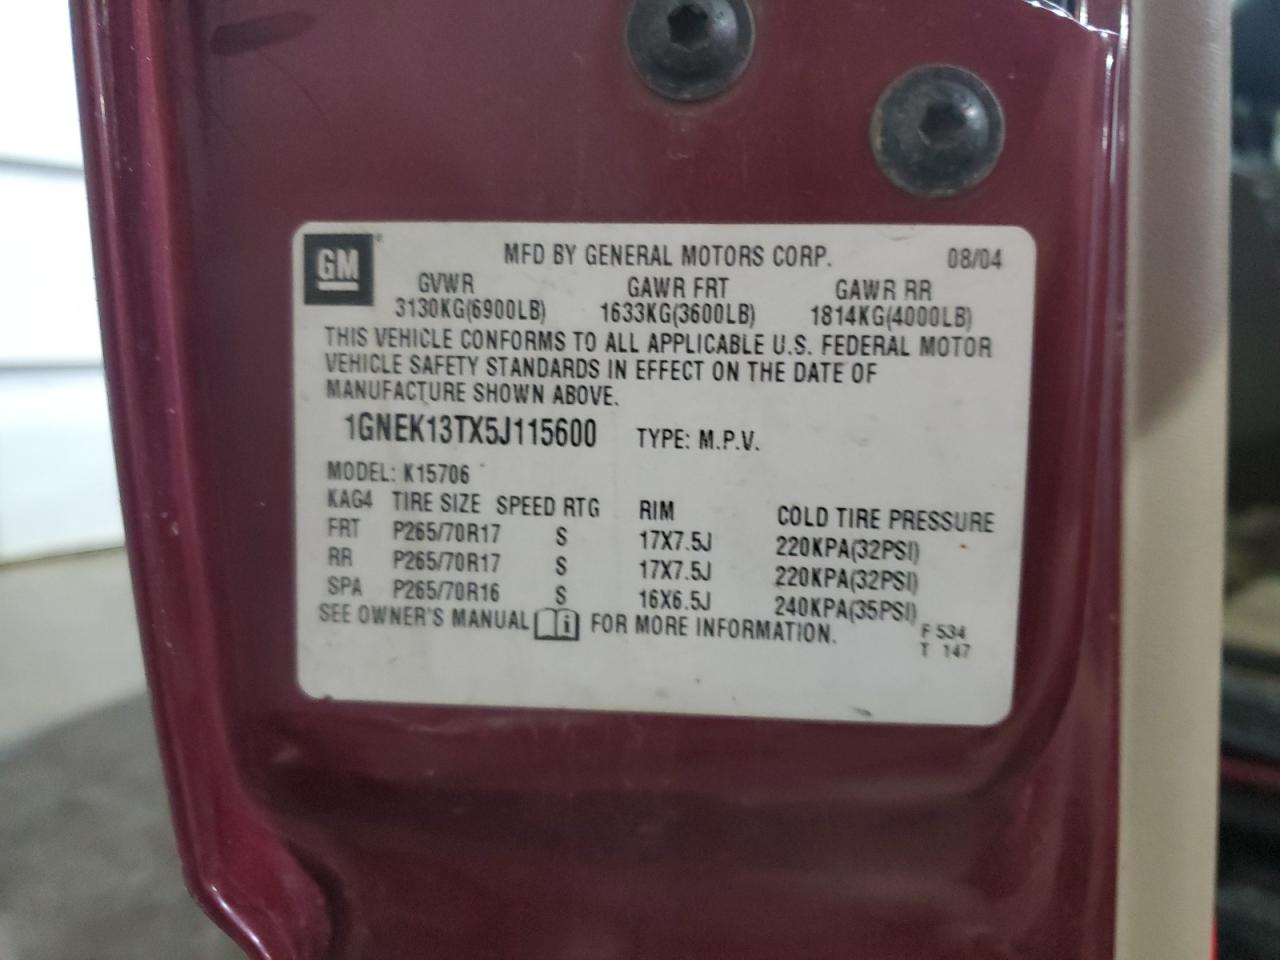 GM
MFD BY GENERAL MOTORS CORP. 08/04
GVWR GAWR FRT GAWR RR
3130KG(6900LB) 1633KG(3600LB) 1814KG(4000LB)
THIS VEHICLE CONFORMS TO ALL APPLICABLE U.S. FEDERAL MOTOR
VEHICLE SAFETY STANDARDS IN EFFECT ON THE DATE OF
MANUFACTURE SHOWN ABOVE.
1GNEK13TX5J115600 TYPE: M.P.V.
MODEL: K15706
KAG4 TIRE SIZE SPEED RTG RIM COLD TIRE PRESSURE
FRT P265/70R17 S 17X7.5J 220KPA(32PSI)
RR P265/70R17 S 17X7.5J 220KPA(32PSI)
SPA P265/70R16 S 16X6.5J 240KPA(35PSI)
SEE OWNER'S MANUAL i FOR MORE INFORMATION.
F 534
T 147